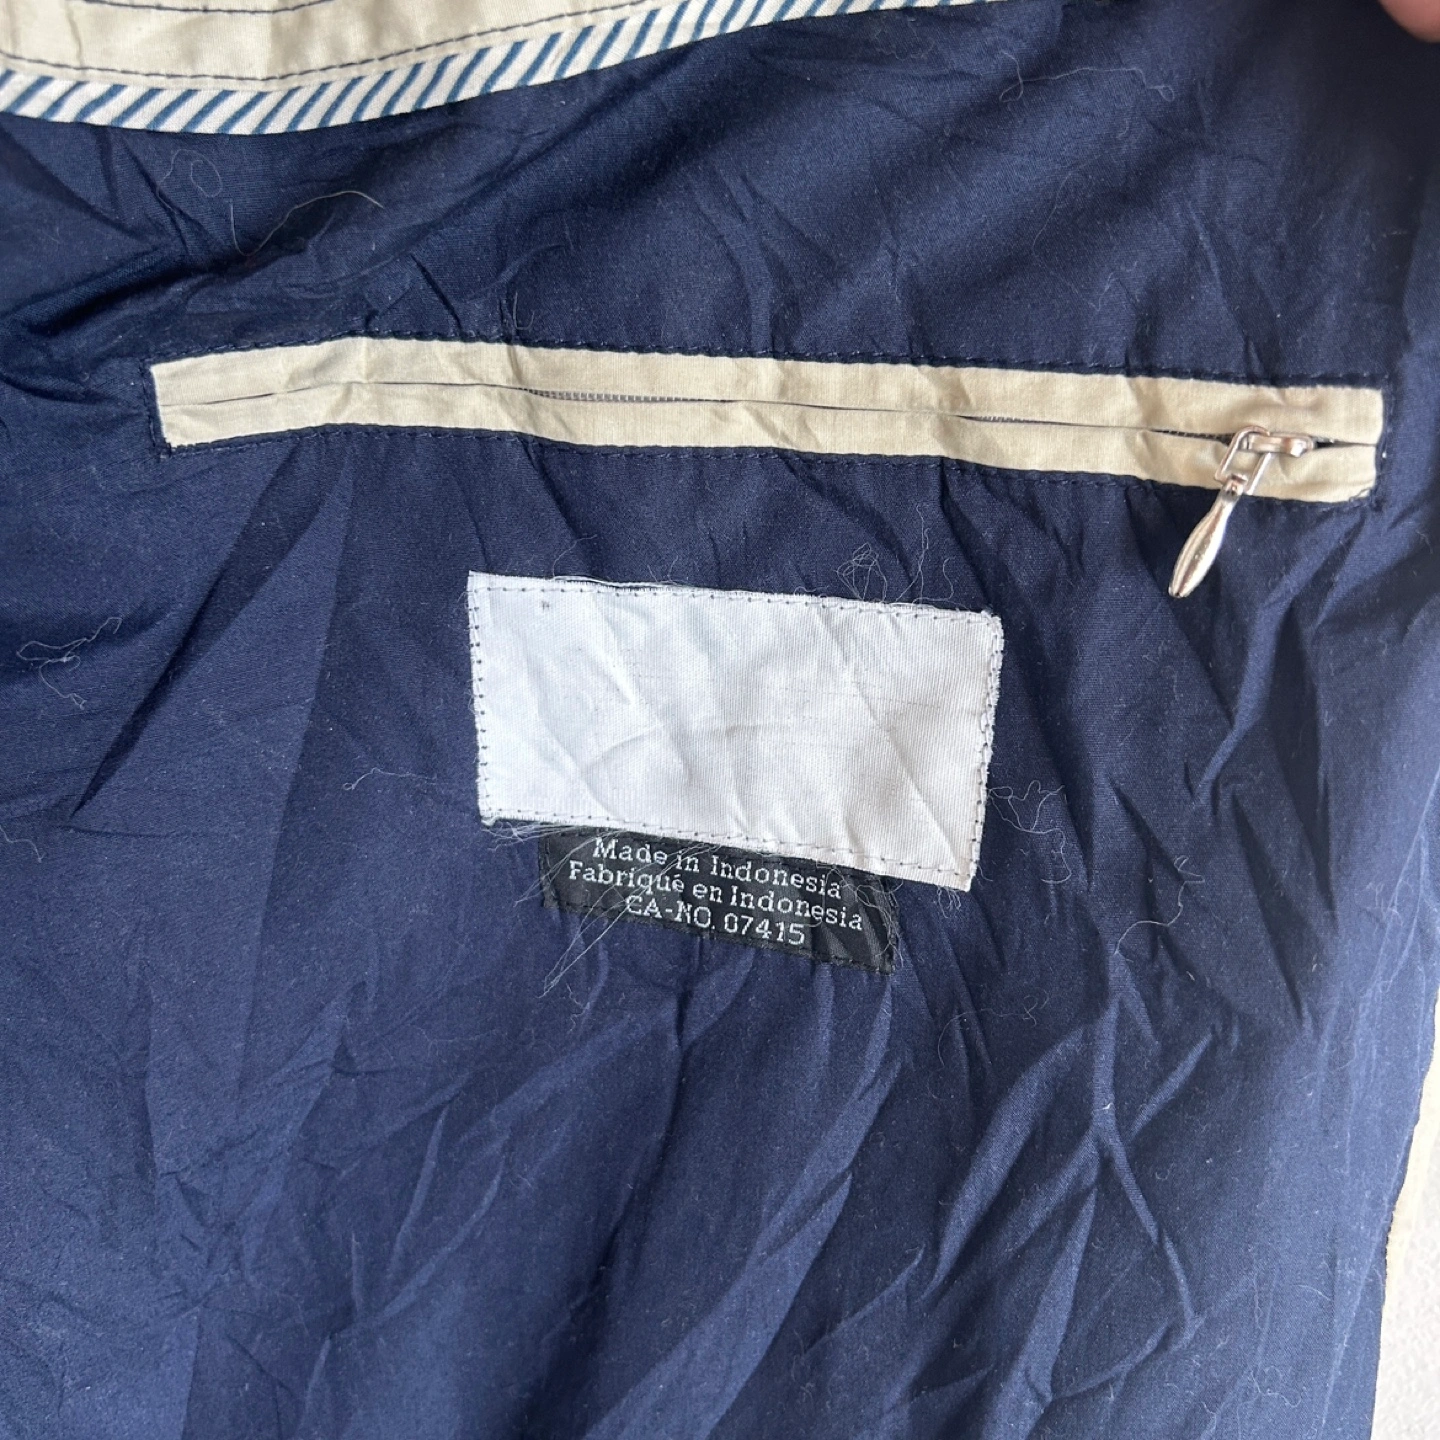 Made in Indonesia
Fabriqué en Indonesia
CA-NO. 07415